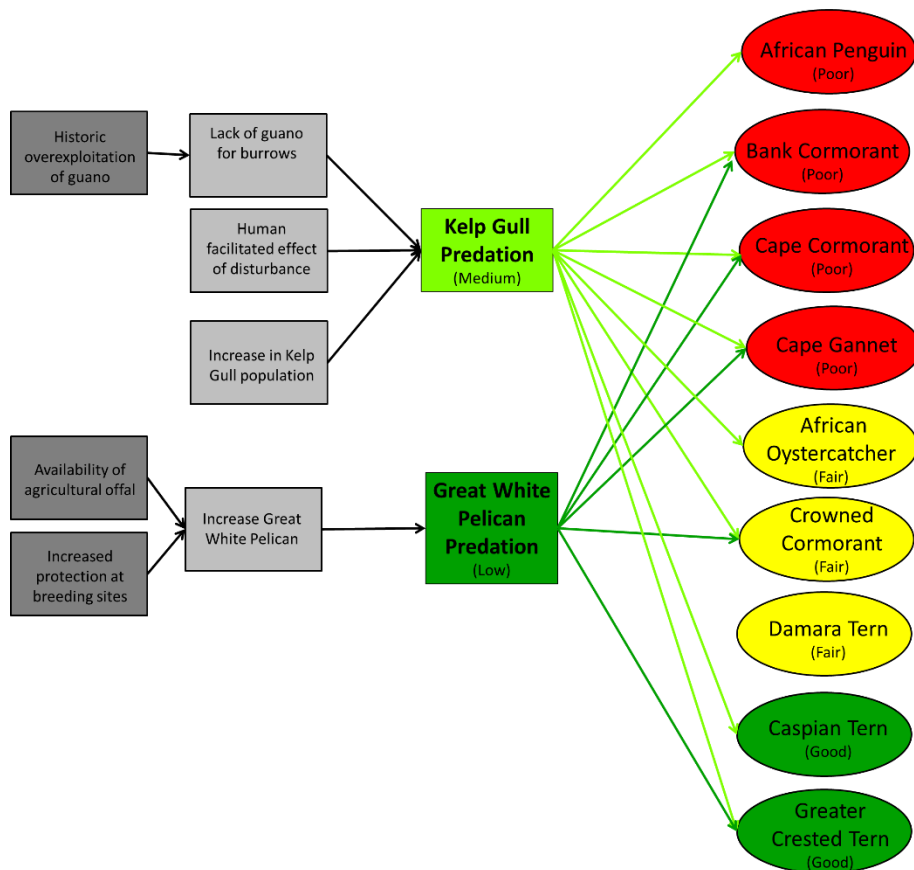 Historic
overexploitation
of guano
Lack of guano
for burrows
Human
facilitated effect
of disturbance
Increase in Kelp
Gull population
Availability of
agricultural offal
Increased
protection at
breeding sites
Increase Great
White Pelican
Kelp Gull
Predation
(Medium)
Great White
Pelican
Predation
(Low)
African Penguin
(Poor)
Bank Cormorant
(Poor)
Cape Cormorant
(Poor)
Cape Gannet
(Poor)
African
Oystercatcher
(Fair)
Crowned
Cormorant
(Fair)
Damara Tern
(Fair)
Caspian Tern
(Good)
Greater
Crested Tern
(Good)